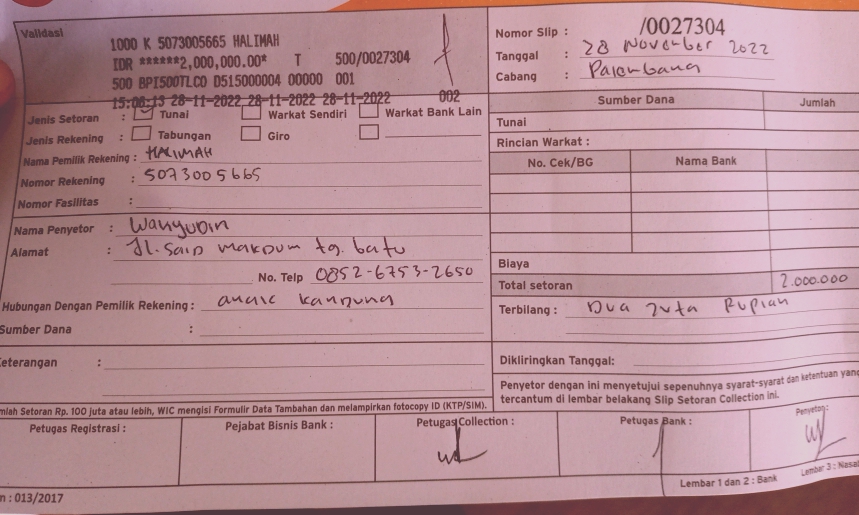 Validasi
1000 K 5073005665 HALIMAH
IDR ******2,000,000.00* T 500/0027304
500 BPI500TLCO D515000004 00000 001
15:06:13 28-11-2022 28-11-2022 28-11-2022 002
Nomor Slip : /0027304
Tanggal : 28 November 2022
Cabang : Palembang
Jenis Setoran : Tunai Warkat Sendiri Warkat Bank Lain
Jenis Rekening : Tabungan Giro
Nama Pemilik Rekening : HALIMAH
Nomor Rekening : 5073005665
Nomor Fasilitas :
Nama Penyetor : Wahyudin
Alamat : Jl. Said Makdum tg. batu
No. Telp 0852-6753-2650
Hubungan Dengan Pemilik Rekening : anak kandung
Sumber Dana :
Keterangan :
Sumber Dana Jumlah
Tunai
Rincian Warkat :
No. Cek/BG Nama Bank
Biaya
Total setoran 2.000.000
Terbilang : Dua Juta Rupiah
Dikliringkan Tanggal:
Penyetor dengan ini menyetujui sepenuhnya syarat-syarat dan ketentuan yang
tercantum di lembar belakang Slip Setoran Collection ini.
mlah Setoran Rp. 100 juta atau lebih, WIC mengisi Formulir Data Tambahan dan melampirkan fotocopy ID (KTP/SIM).
Petugas Registrasi : Pejabat Bisnis Bank : Petugas Collection : Petugas Bank : Penyetor:
Lembar 1 dan 2 : Bank Lembar 3 : Nasa
n : 013/2017